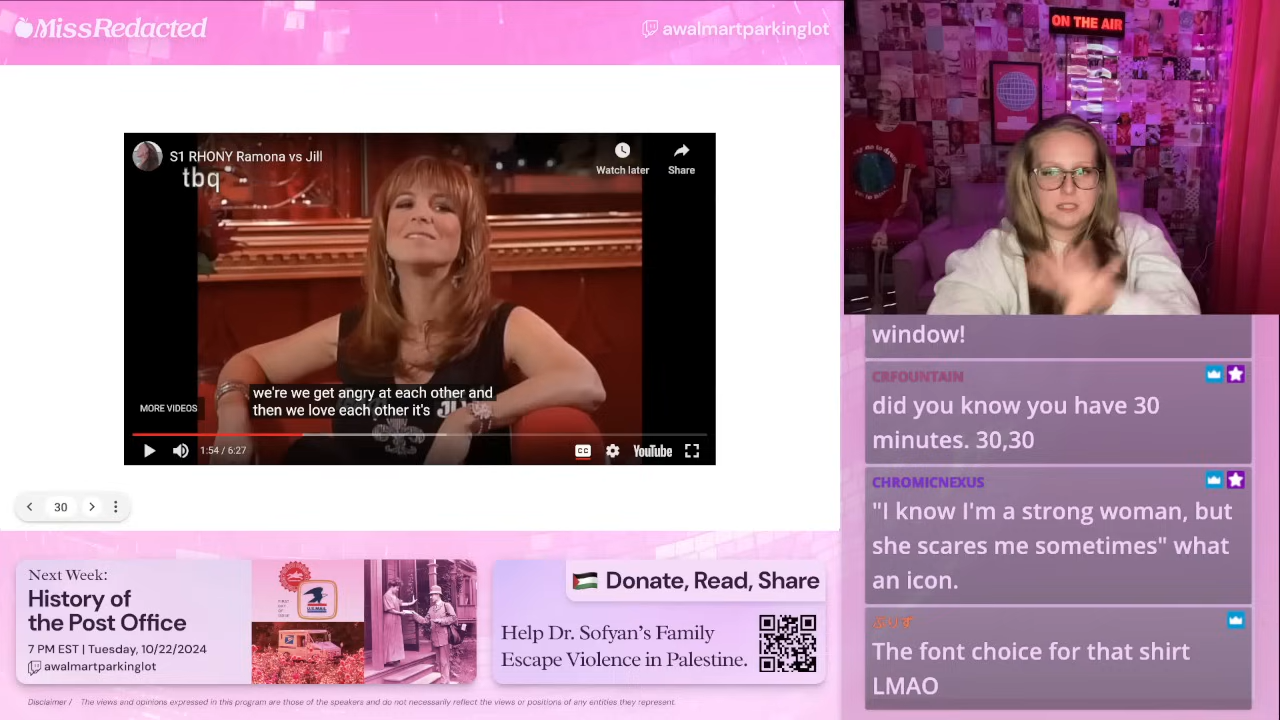 MissRedacted
awalmartparkinglot
ON THE AIR
S1 RHONY Ramona vs Jill
tbq
Watch later
Share
we're we get angry at each other and
then we love each other it's
MORE VIDEOS
1:54 / 6:27
CC
YouTube
30
window!
CRFOUNTAIN
did you know you have 30
minutes. 30,30
CHROMICNEXUS
"I know I'm a strong woman, but
she scares me sometimes" what
an icon.
ふりす
The font choice for that shirt
LMAO
Next Week:
History of
the Post Office
7 PM EST | Tuesday, 10/22/2024
awalmartparkinglot
U.S.MAIL
Donate, Read, Share
Help Dr. Sofyan's Family
Escape Violence in Palestine.
Disclaimer / The views and opinions expressed in this program are those of the speakers and do not necessarily reflect the views or positions of any entities they represent.